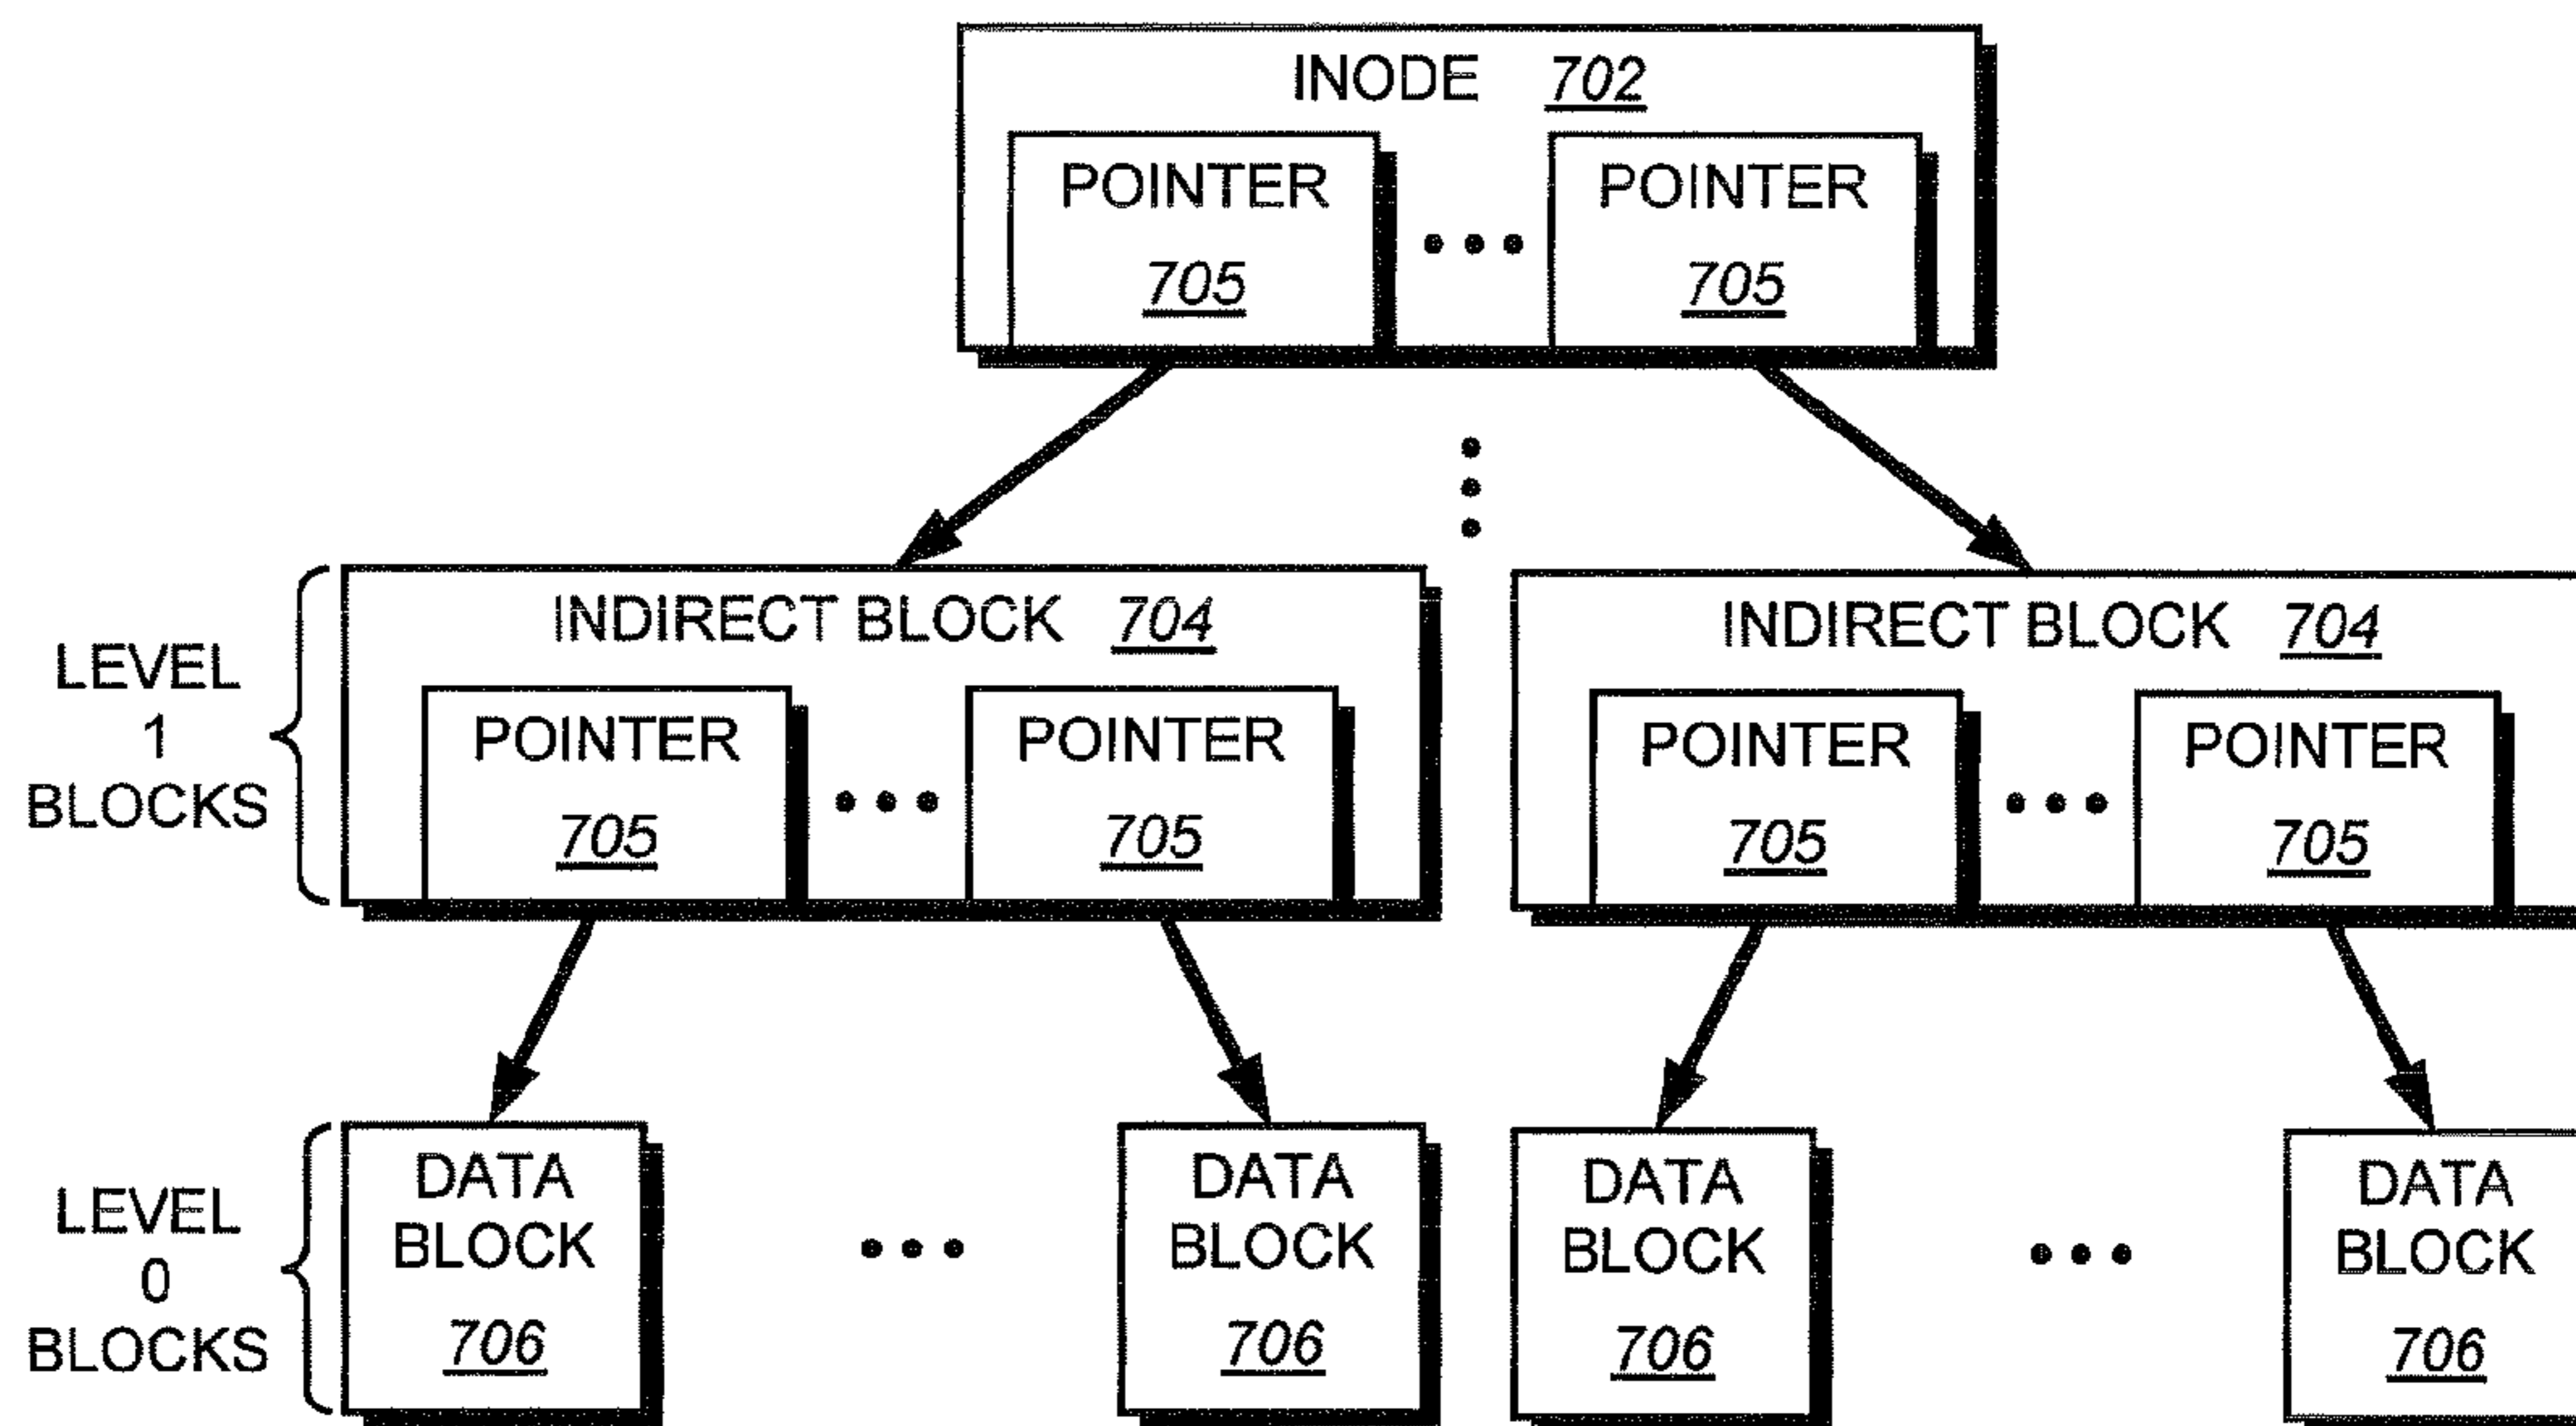 INODE 702
POINTER POINTER
705 705
INDIRECT BLOCK 704 INDIRECT BLOCK 704
LEVEL
1
BLOCKS
POINTER POINTER POINTER POINTER
705 705 705 705
LEVEL
0
BLOCKS
DATA
BLOCK
706
DATA
BLOCK
706
DATA
BLOCK
706
DATA
BLOCK
706